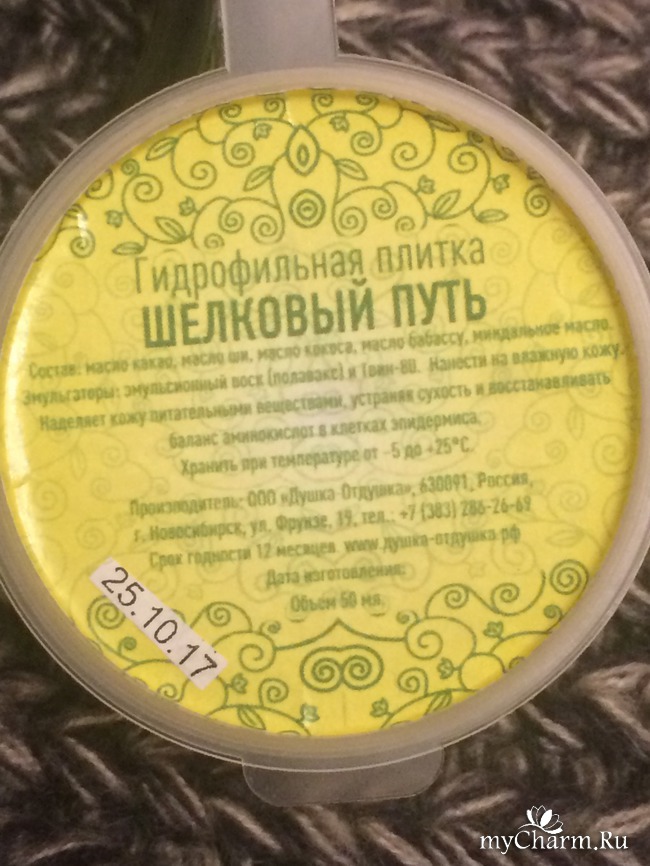 Гидрофильная плитка
ШЕЛКОВЫЙ ПУТЬ
Состав: масло какао, масло ши, масло кокоса, масло бабассу, миндальное масло.
Эмульгаторы: эмульсионный воск (полавакс) и Твин-80. Нанести на влажную кожу.
Наделяет кожу питательными веществами, устраняя сухость и восстанавливать
баланс аминокислот в клетках эпидермиса.
Хранить при температуре от -5 до +25°С.
Производитель: ООО «Душка-Отдушка», 630091, Россия,
г. Новосибирск, ул. Фрунзе, 19, тел.: +7 (383) 286-26-69
Срок годности 12 месяцев www.душка-отдушка.рф
Дата изготовления:
Объем 50 мл.
25.10.17
myCharm.Ru